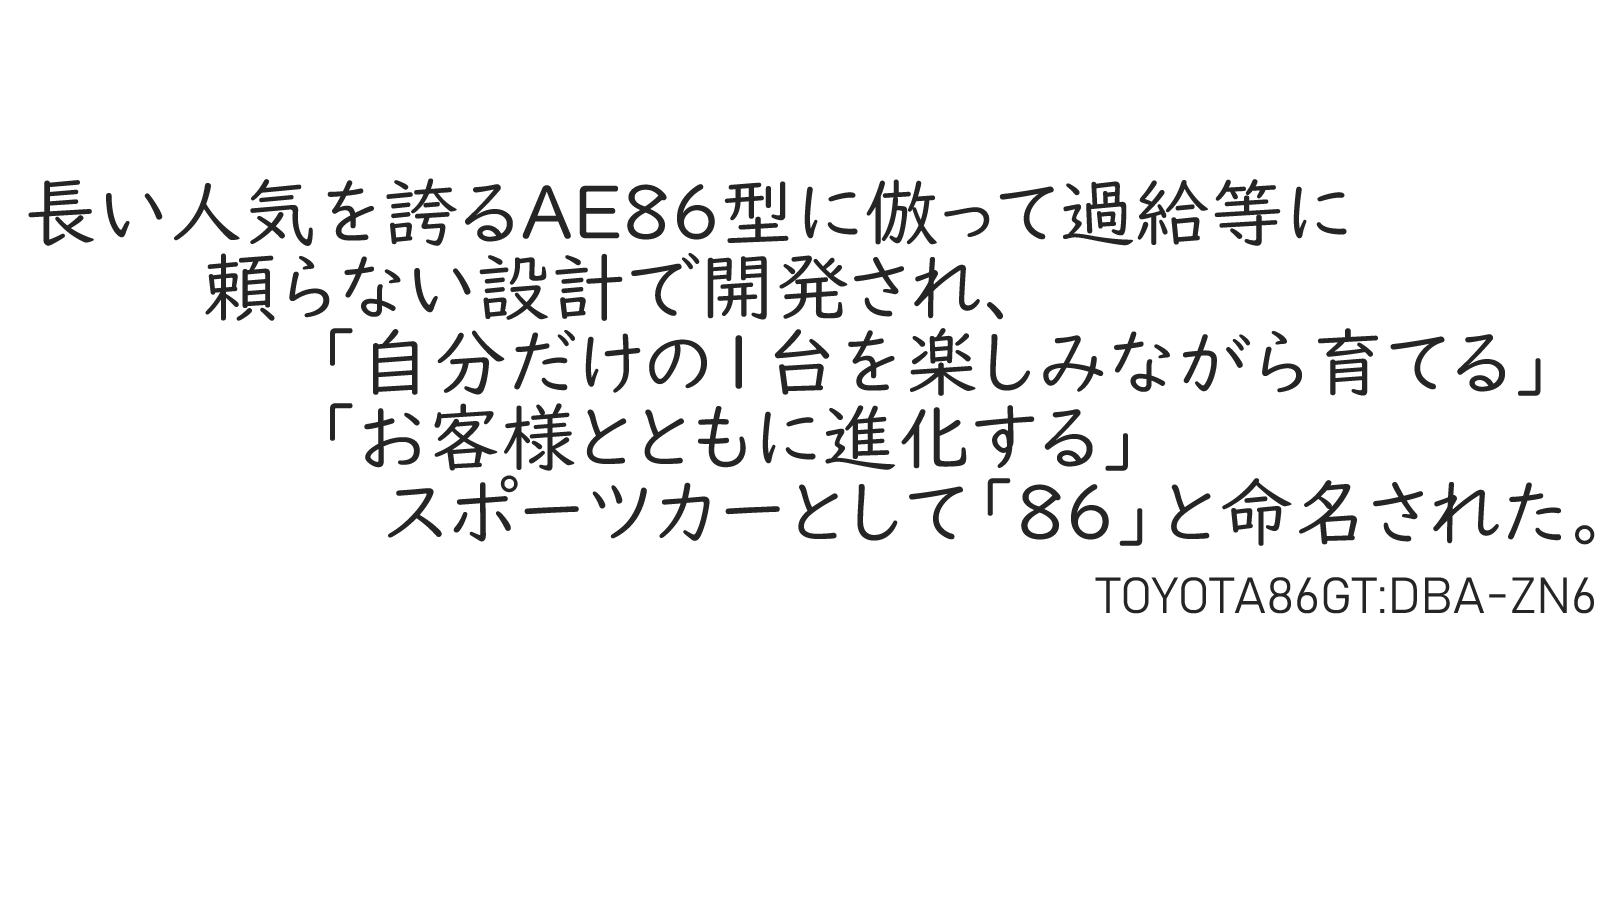 長い人気を誇るAE86型に倣って過給等に
頼らない設計で開発され、
「自分だけの1台を楽しみながら育てる」
「お客様とともに進化する」
スポーツカーとして「86」と命名された。
TOYOTA86GT:DBA-ZN6